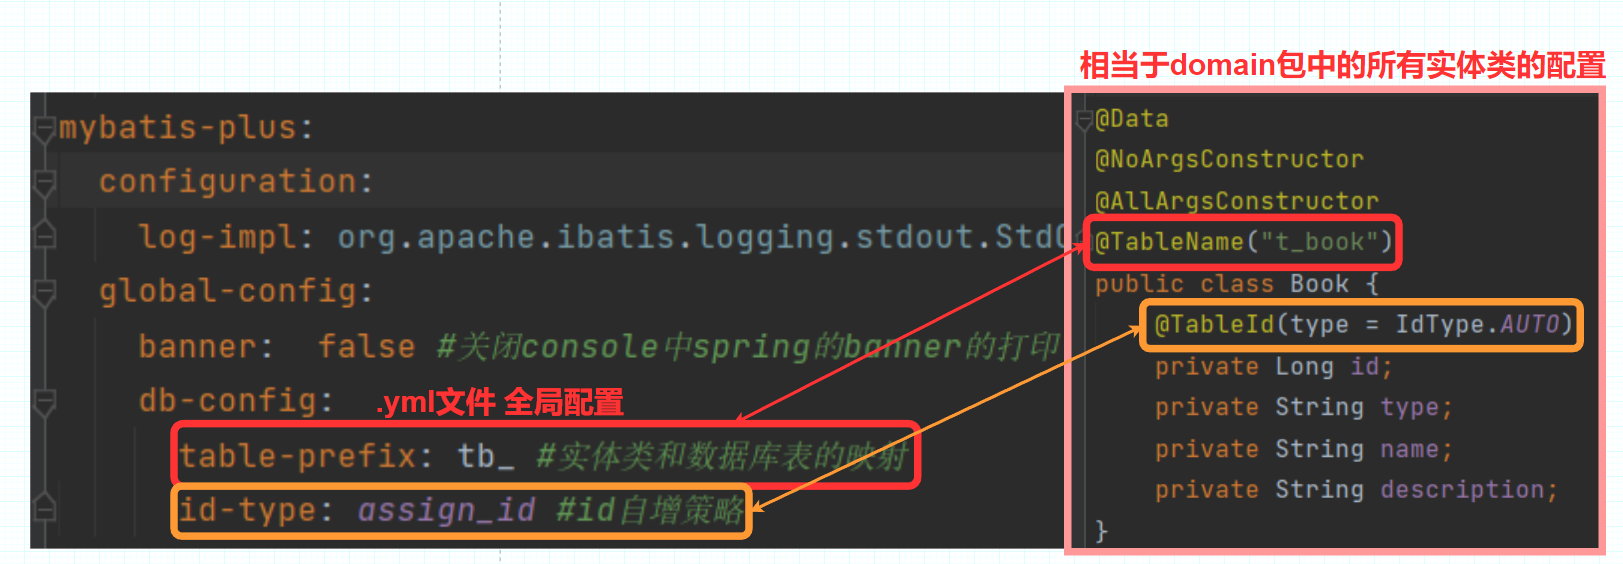 相当于domain包中的所有实体类的配置
mybatis-plus:
configuration:
log-impl: org.apache.ibatis.logging.stdout.Std
global-config:
banner: false #关闭console中spring的banner的打印
db-config:
.yml文件 全局配置
table-prefix: tb_ #实体类和数据库表的映射
id-type: assign_id #id自增策略
@Data
@NoArgsConstructor
@AllArgsConstructor
@TableName("t_book")
public class Book {
@TableId(type = IdType.AUTO)
private Long id;
private String type;
private String name;
private String description;
}